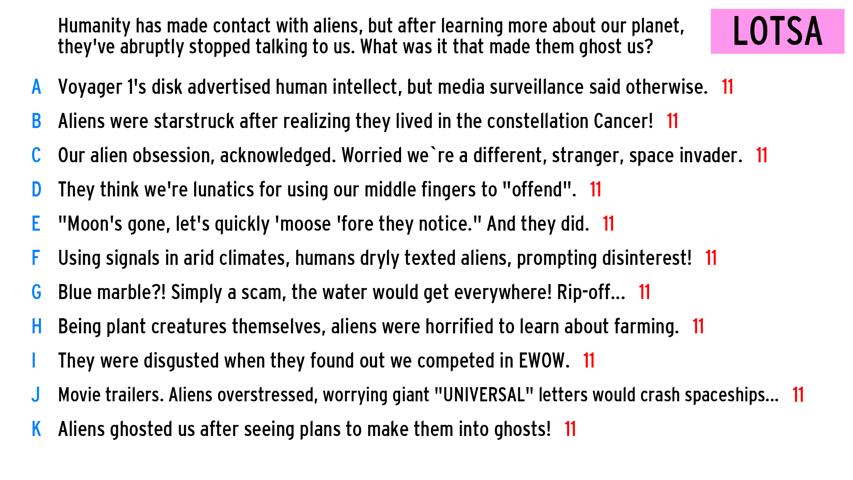 Humanity has made contact with aliens, but after learning more about our planet,
they've abruptly stopped talking to us. What was it that made them ghost us?
LOTSA
A Voyager 1's disk advertised human intellect, but media surveillance said otherwise. 11
B Aliens were starstruck after realizing they lived in the constellation Cancer! 11
C Our alien obsession, acknowledged. Worried we`re a different, stranger, space invader. 11
D They think we're lunatics for using our middle fingers to "offend". 11
E "Moon's gone, let's quickly 'moose 'fore they notice." And they did. 11
F Using signals in arid climates, humans dryly texted aliens, prompting disinterest! 11
G Blue marble?! Simply a scam, the water would get everywhere! Rip-off... 11
H Being plant creatures themselves, aliens were horrified to learn about farming. 11
I They were disgusted when they found out we competed in EWOW. 11
J Movie trailers. Aliens overstressed, worrying giant "UNIVERSAL" letters would crash spaceships... 11
K Aliens ghosted us after seeing plans to make them into ghosts! 11